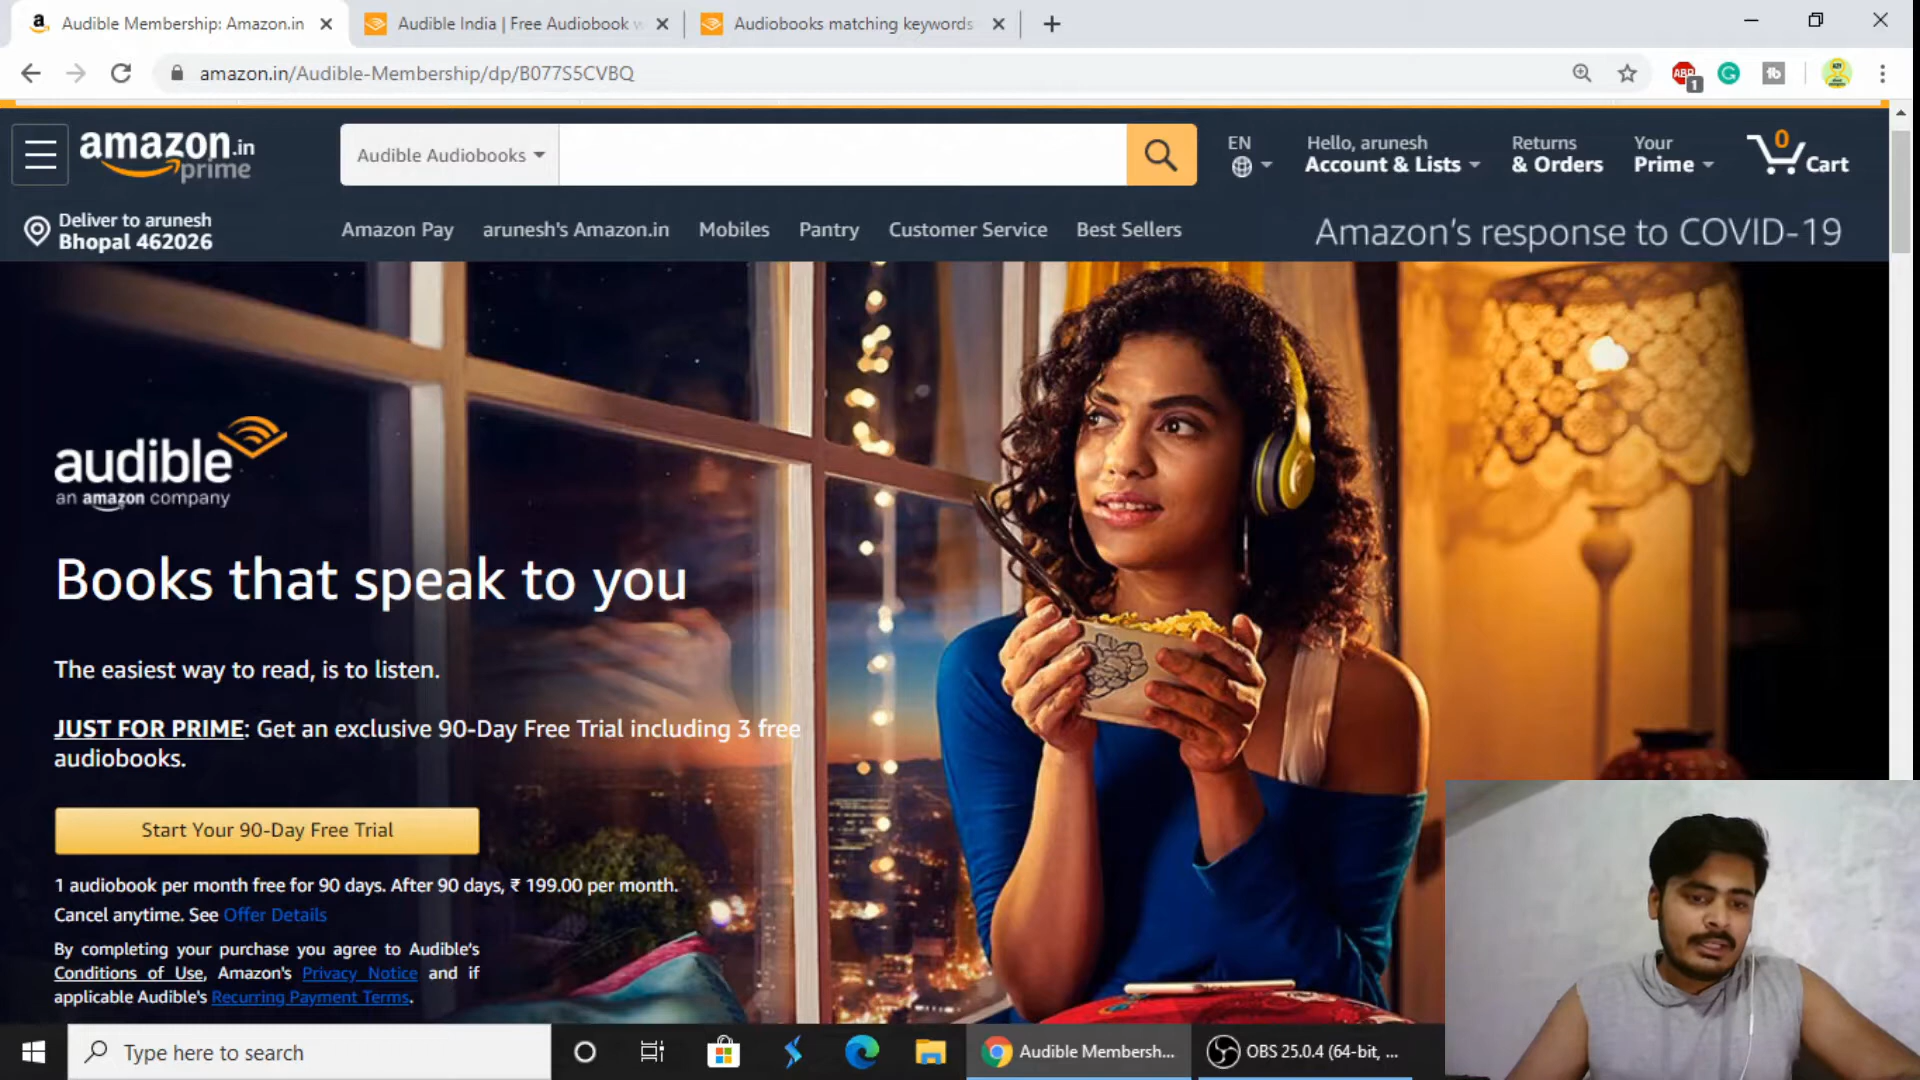 Audible Membership: Amazon.in
Audible India | Free Audiobook w
Audiobooks matching keywords
amazon.in/Audible-Membership/dp/B077S5CVBQ
ABP
1
G
tb
amazon.in
prime
Audible Audiobooks
EN
Hello, arunesh
Account & Lists
Returns
& Orders
Your
Prime
0
Cart
Deliver to arunesh
Bhopal 462026
Amazon Pay
arunesh's Amazon.in
Mobiles
Pantry
Customer Service
Best Sellers
Amazon's response to COVID-19
audible
an amazon company
Books that speak to you
The easiest way to read, is to listen.
JUST FOR PRIME: Get an exclusive 90-Day Free Trial including 3 free
audiobooks.
Start Your 90-Day Free Trial
1 audiobook per month free for 90 days. After 90 days, ₹ 199.00 per month.
Cancel anytime. See Offer Details
By completing your purchase you agree to Audible's
Conditions of Use, Amazon's Privacy Notice and if
applicable Audible's Recurring Payment Terms.
Type here to search
Audible Membersh...
OBS 25.0.4 (64-bit, ...